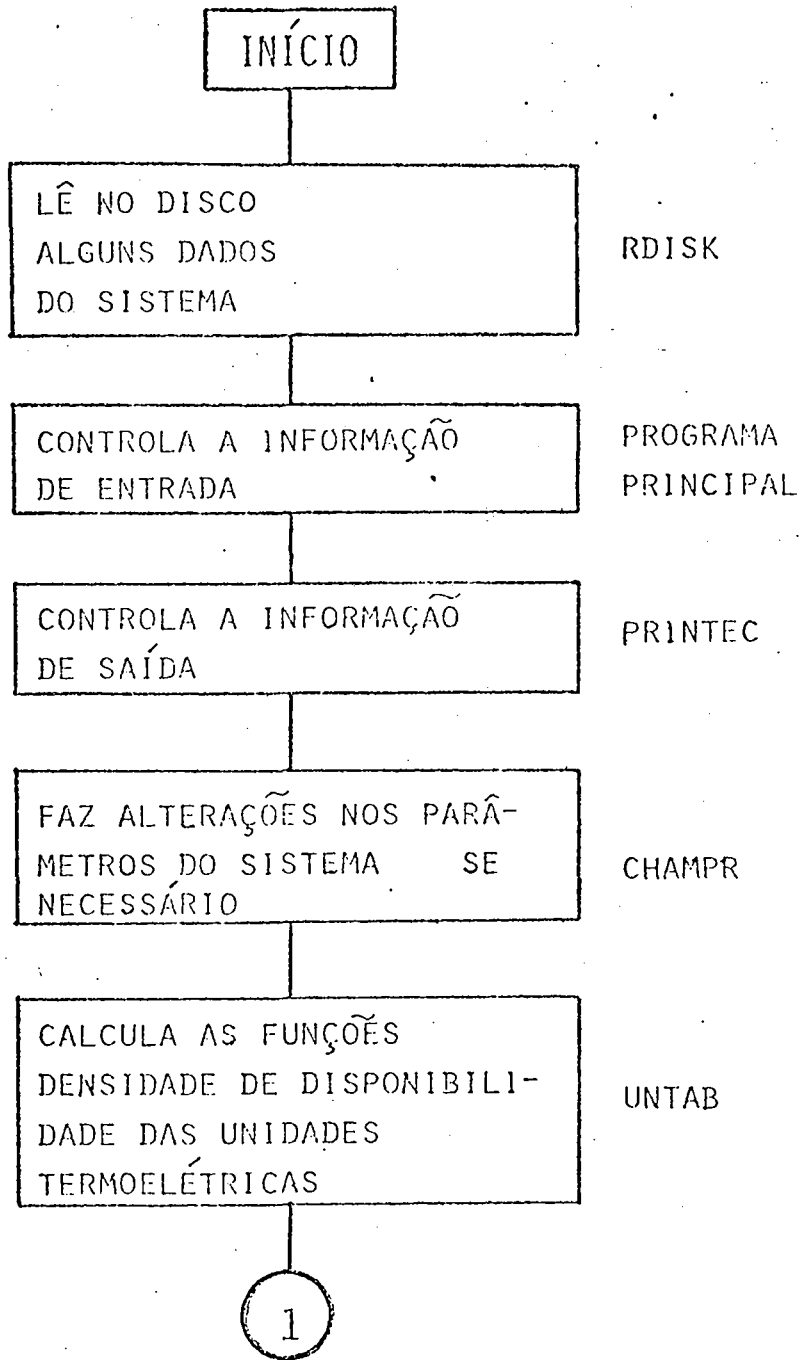 INÍCIO
LÊ NO DISCO
ALGUNS DADOS
DO SISTEMA
RDISK
CONTROLA A INFORMAÇÃO
DE ENTRADA
PROGRAMA
PRINCIPAL
CONTROLA A INFORMAÇÃO
DE SAÍDA
PRINTEC
FAZ ALTERAÇÕES NOS PARÂ-
METROS DO SISTEMA SE
NECESSÁRIO
CHAMPR
CALCULA AS FUNÇÕES
DENSIDADE DE DISPONIBILI-
DADE DAS UNIDADES
TERMOELÉTRICAS
UNTAB
1